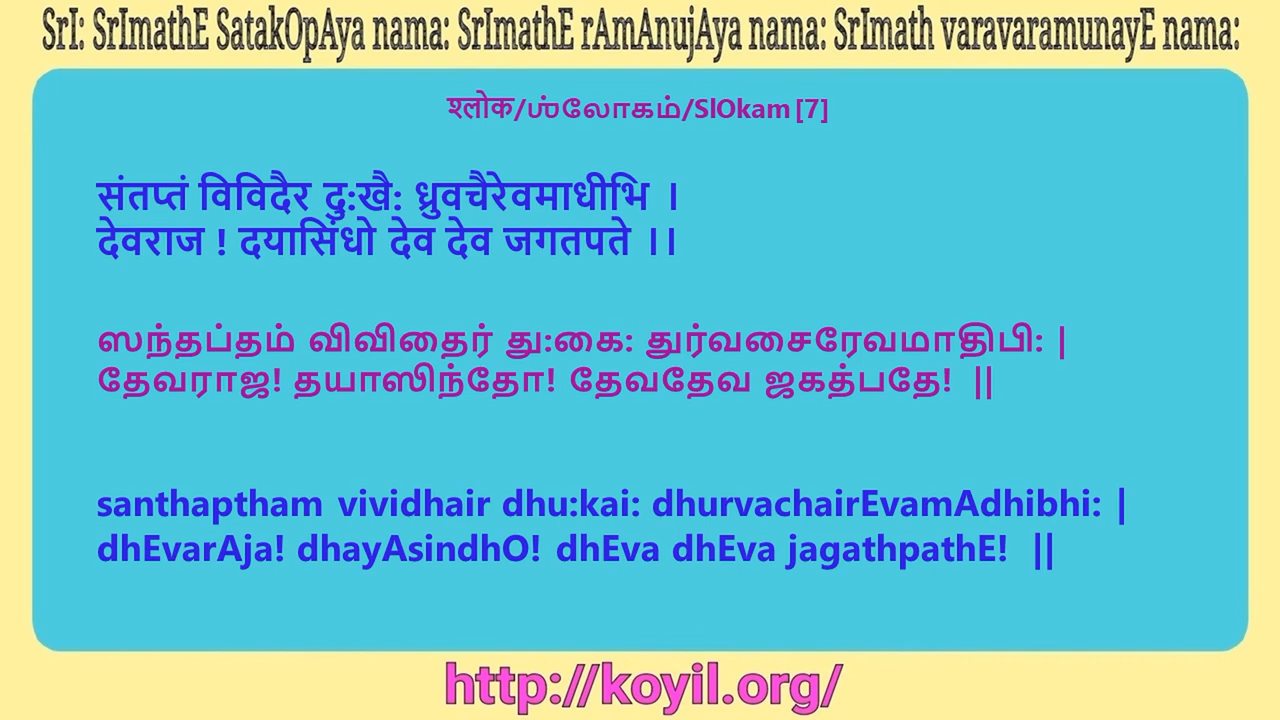 SrI: SrImathE SatakOpAya nama: SrImathE rAmAnujAya nama: SrImath varavaramunayE nama:
श्लोक/ஶ்லோகம்/SlOkam [7]
संतप्तं विविदैर दु:खै: ध्रुवचैरेवमाधीभि ।
देवराज ! दयासिंधो देव देव जगतपते ।।
ஸந்தப்தம் விவிதைர் து:கை: துர்வசைரேவமாதிபி: |
தேவராஜ! தயாஸிந்தோ! தேவதேவ ஜகத்பதே! ||
santhaptham vividhair dhu:kai: dhurvachairEvamAdhibhi: |
dhEvarAja! dhayAsindhO! dhEva dhEva jagathpathE! ||
http://koyil.org/